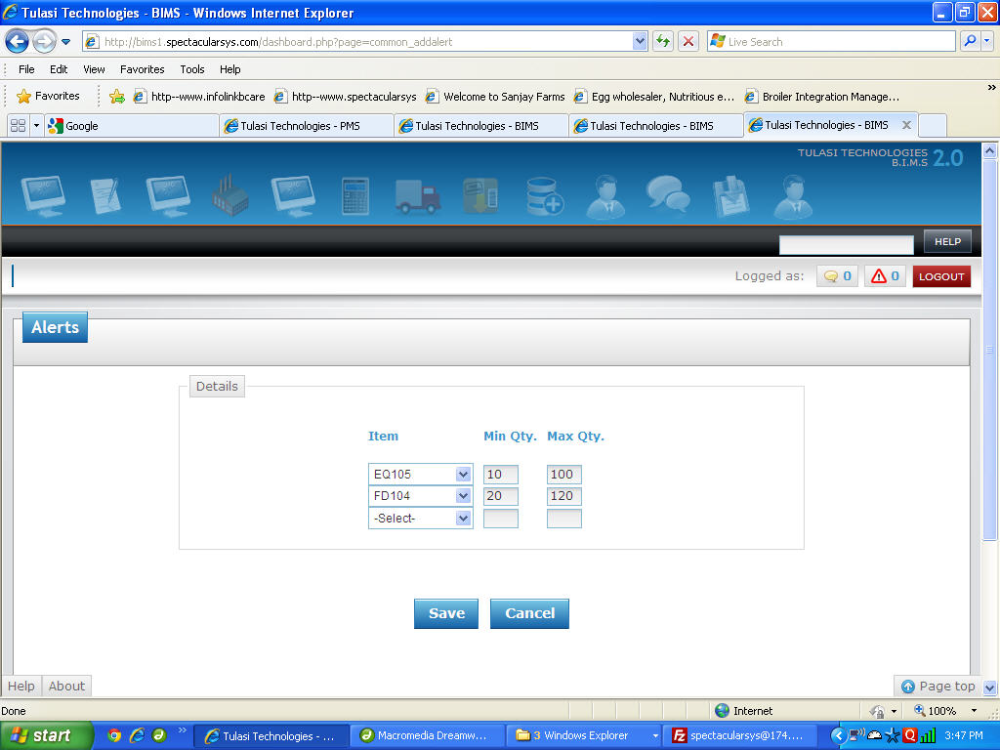 Tulasi Technologies - BIMS - Windows Internet Explorer
http://bims1.spectacularsys.com/dashboard.php?page=common_addalert
Live Search
File Edit View Favorites Tools Help
Favorites http--www.infolinkbcare http--www.spectacularsys Welcome to Sanjay Farms Egg wholesaler, Nutritious e... Broiler Integration Manage...
Google Tulasi Technologies - PMS Tulasi Technologies - BIMS Tulasi Technologies - BIMS Tulasi Technologies - BIMS
TULASI TECHNOLOGIES
B.I.M.S 2.0
HELP
Logged as: 0 0 LOGOUT
Alerts
Details
Item Min Qty. Max Qty.
EQ105 10 100
FD104 20 120
-Select-
Save Cancel
Help About Page top
Done Internet 100%
start Tulasi Technologies - ... Macromedia Dreamw... 3 Windows Explorer spectacularsys@174.... 3:47 PM